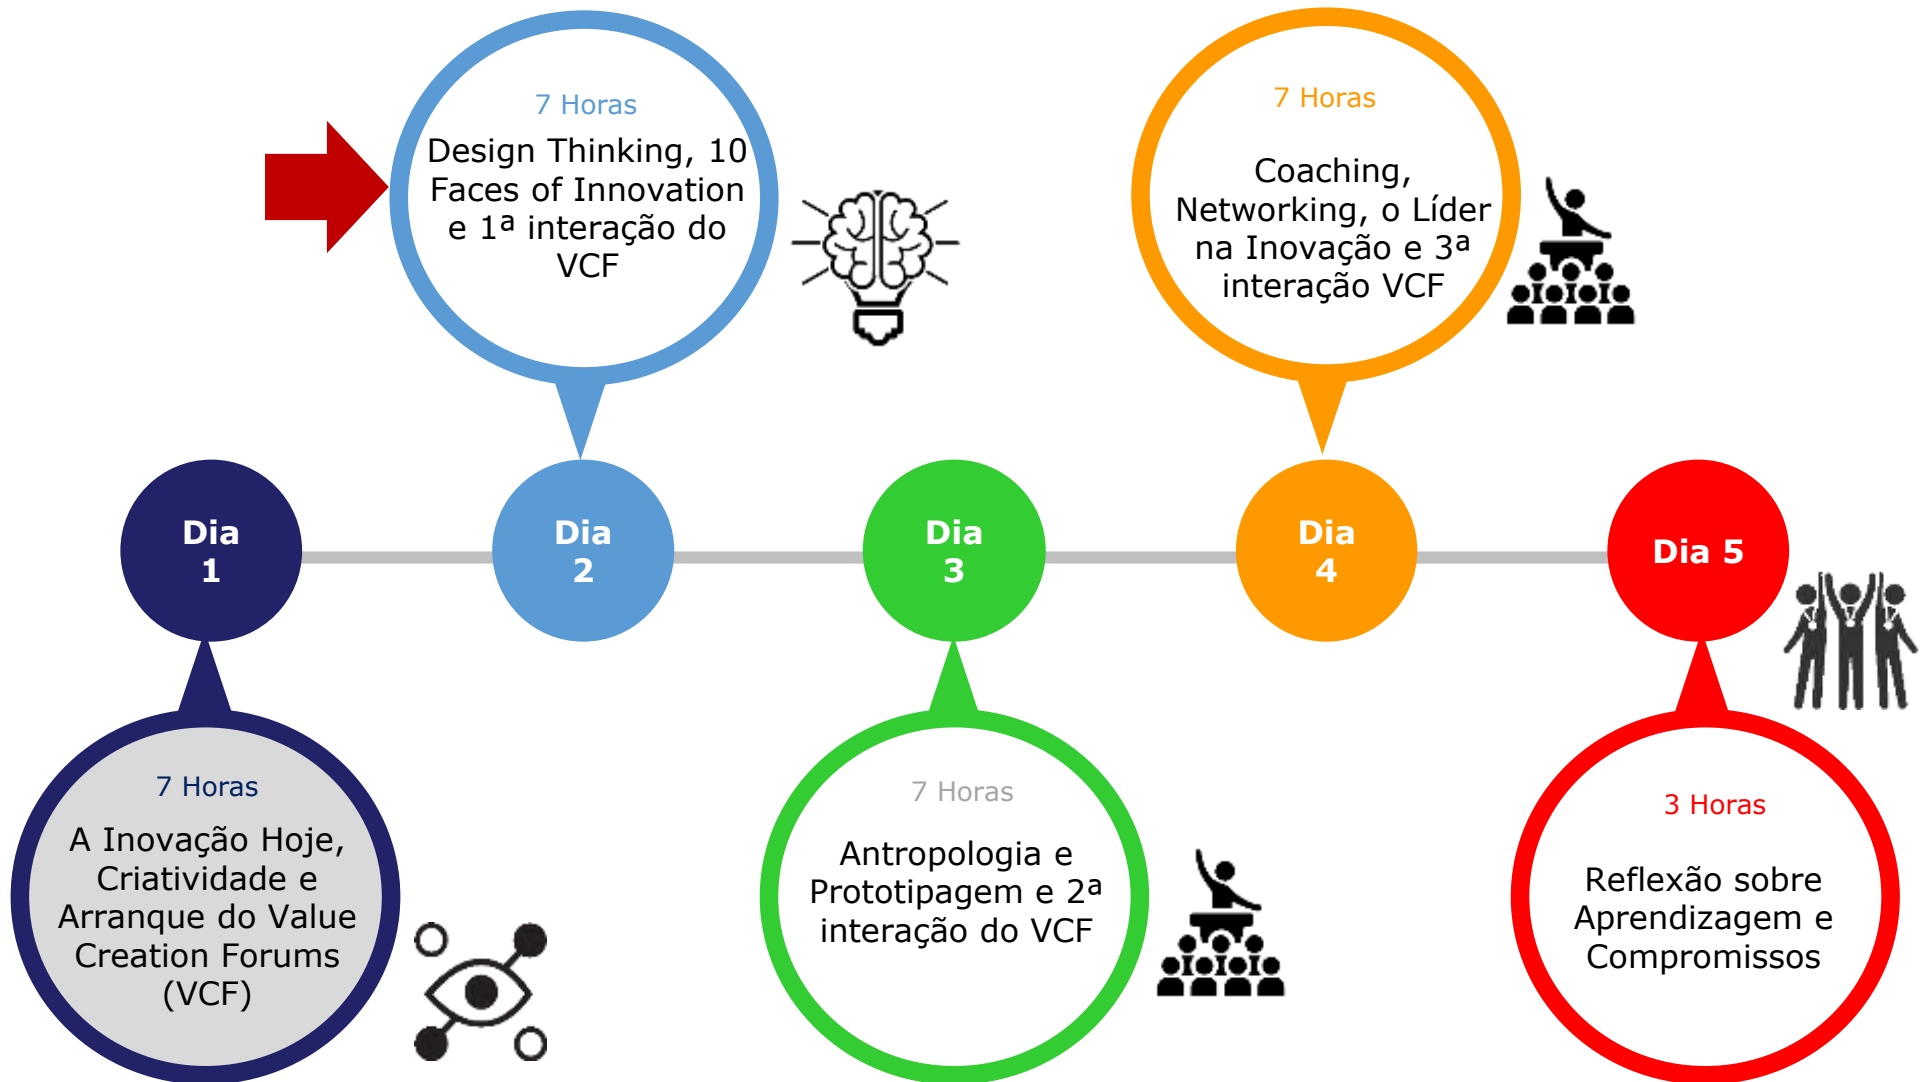 7 Horas
Design Thinking, 10
Faces of Innovation
e 1ª interação do
VCF
7 Horas
Coaching,
Networking, o Líder
na Inovação e 3ª
interação VCF
Dia
1
Dia
2
Dia
3
Dia
4
Dia 5
7 Horas
A Inovação Hoje,
Criatividade e
Arranque do Value
Creation Forums
(VCF)
7 Horas
Antropologia e
Prototipagem e 2ª
interação do VCF
3 Horas
Reflexão sobre
Aprendizagem e
Compromissos